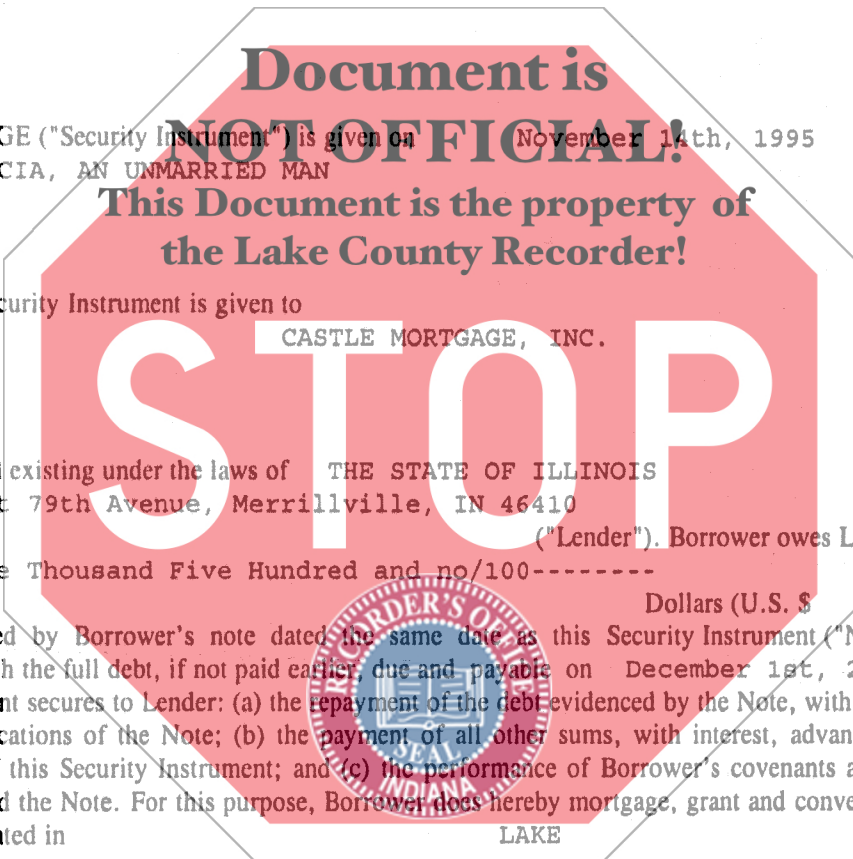 Document is
NOT OFFICIAL!
This Document is the property of
the Lake County Recorder!
STOP
GE ("Security Instrument") is given on November 14th, 1995
CIA, AN UNMARRIED MAN
curity Instrument is given to
CASTLE MORTGAGE, INC.
existing under the laws of THE STATE OF ILLINOIS
t 79th Avenue, Merrillville, IN 46410
("Lender"). Borrower owes L
e Thousand Five Hundred and no/100--------
Dollars (U.S. $
ed by Borrower's note dated the same date as this Security Instrument ("N
h the full debt, if not paid earlier, due and payable on December 1st, 2
nt secures to Lender: (a) the repayment of the debt evidenced by the Note, with
cations of the Note; (b) the payment of all other sums, with interest, advan
this Security Instrument; and (c) the performance of Borrower's covenants a
d the Note. For this purpose, Borrower does hereby mortgage, grant and conve
ted in LAKE
RECORDER'S OFFICE
SEAL
INDIANA